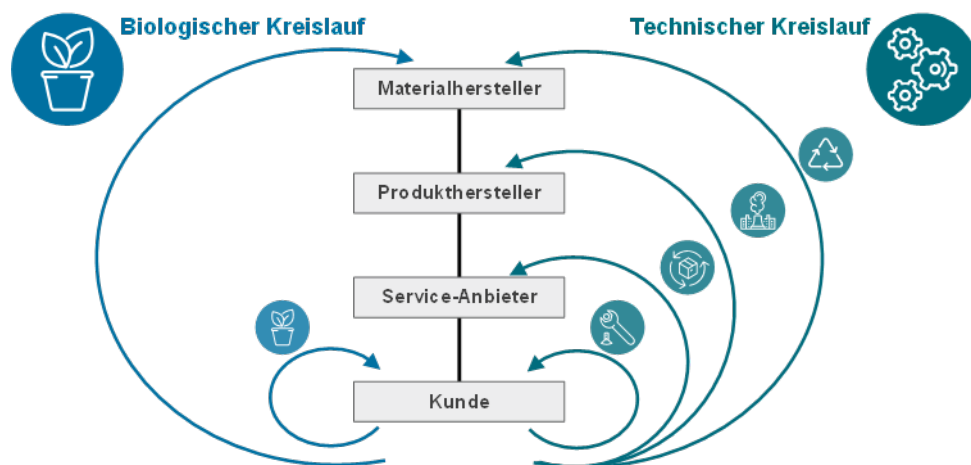 Biologischer Kreislauf
Technischer Kreislauf
Materialhersteller
Produkthersteller
Service-Anbieter
Kunde